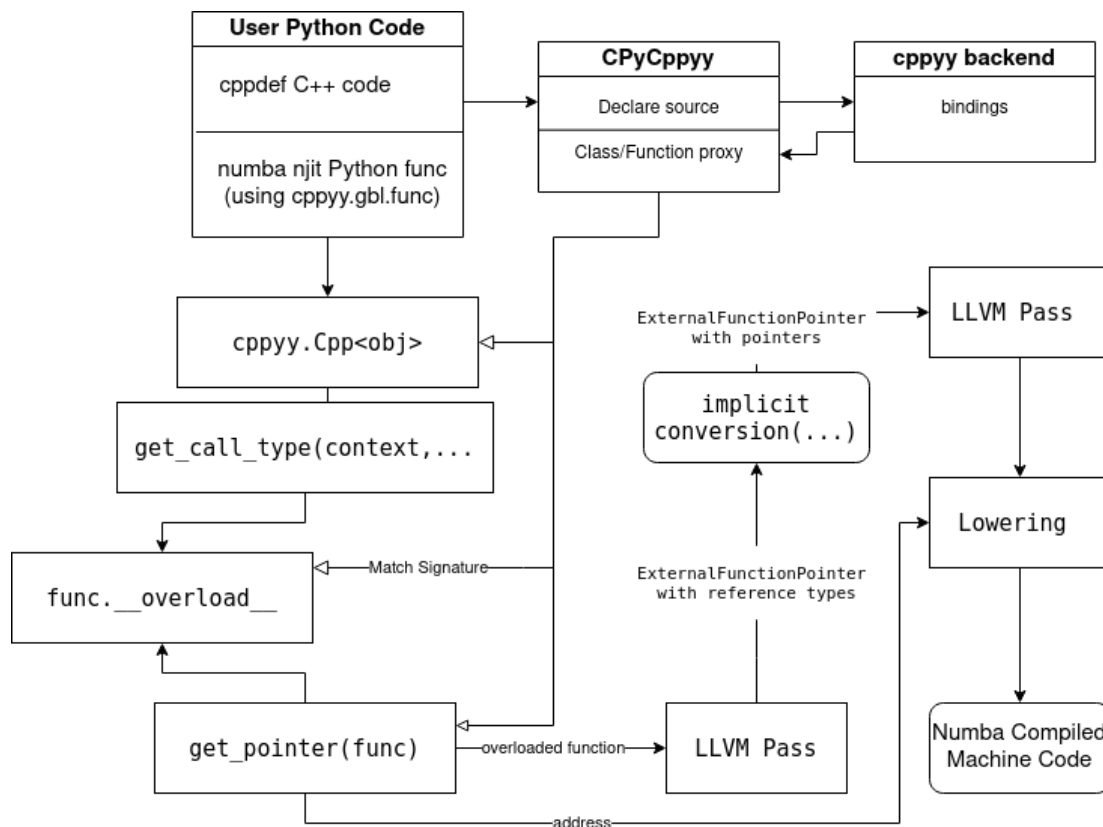 User Python Code
cppdef C++ code
numba njit Python func
(using cppyy.gbl.func)
CPyCppyy
Declare source
Class/Function proxy
cppyy backend
bindings
cppyy.Cpp<obj>
get_call_type(context,...
func.__overload__
Match Signature
get_pointer(func)
overloaded function
address
LLVM Pass
ExternalFunctionPointer
with reference types
implicit
conversion(...)
ExternalFunctionPointer
with pointers
LLVM Pass
Lowering
Numba Compiled
Machine Code